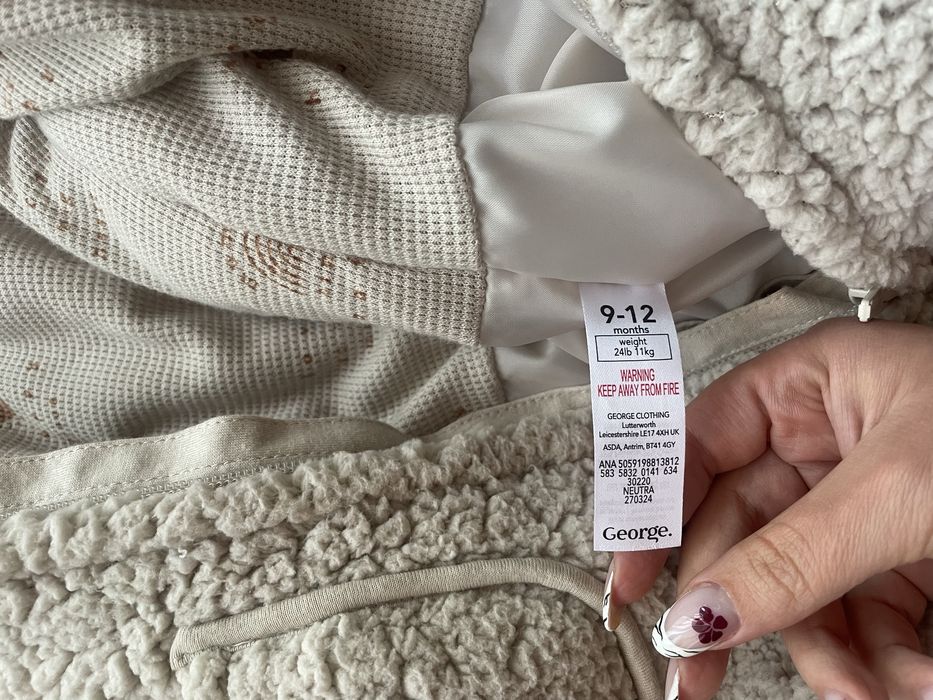 9-12
months
weight
24lb 11kg
WARNING
KEEP AWAY FROM FIRE
GEORGE CLOTHING
Lutterworth
Leicestershire LE17 4XH UK
ASDA, Antrim, BT41 4GY
ANA 5059198813812
583 5832 0141 634
30220
NEUTRA
270324
George.